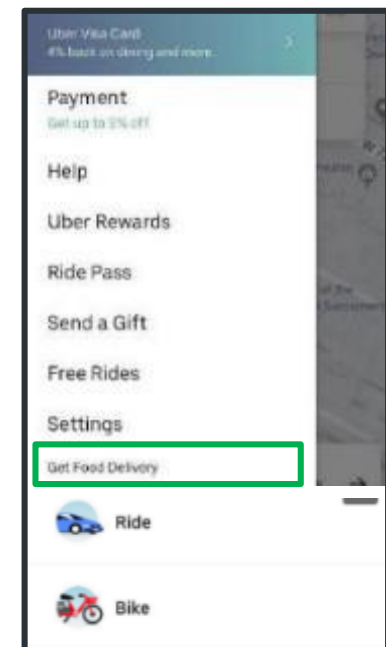 Uber Visa Card
4% back on dining and more
Payment
Get up to 5% off
Help
Uber Rewards
Ride Pass
Send a Gift
Free Rides
Settings
Get Food Delivery
Ride
Bike